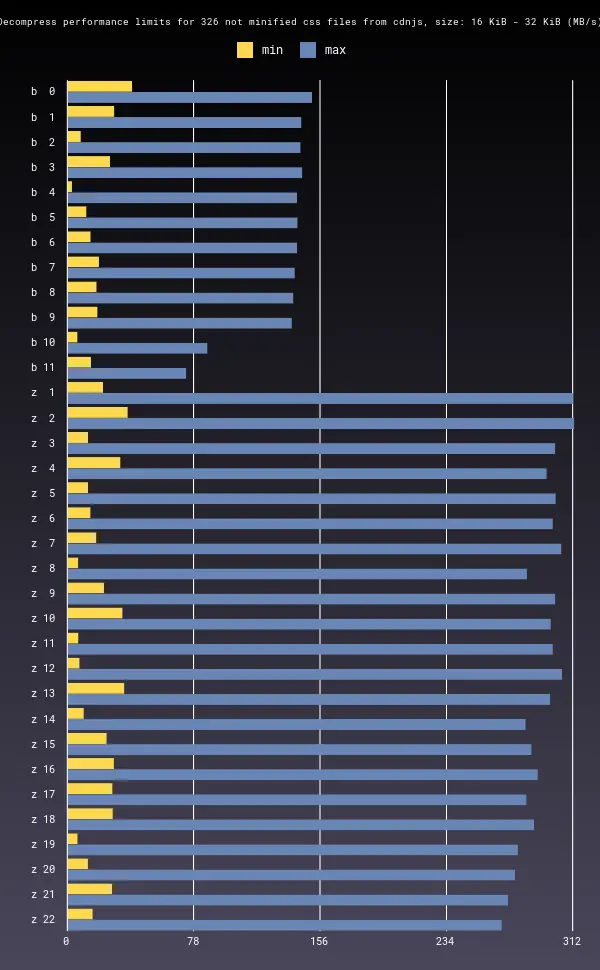 Decompress performance limits for 326 not minified css files from cdnjs, size: 16 KiB - 32 KiB (MB/s)
min max
b 0
b 1
b 2
b 3
b 4
b 5
b 6
b 7
b 8
b 9
b 10
b 11
z 1
z 2
z 3
z 4
z 5
z 6
z 7
z 8
z 9
z 10
z 11
z 12
z 13
z 14
z 15
z 16
z 17
z 18
z 19
z 20
z 21
z 22
0 78 156 234 312